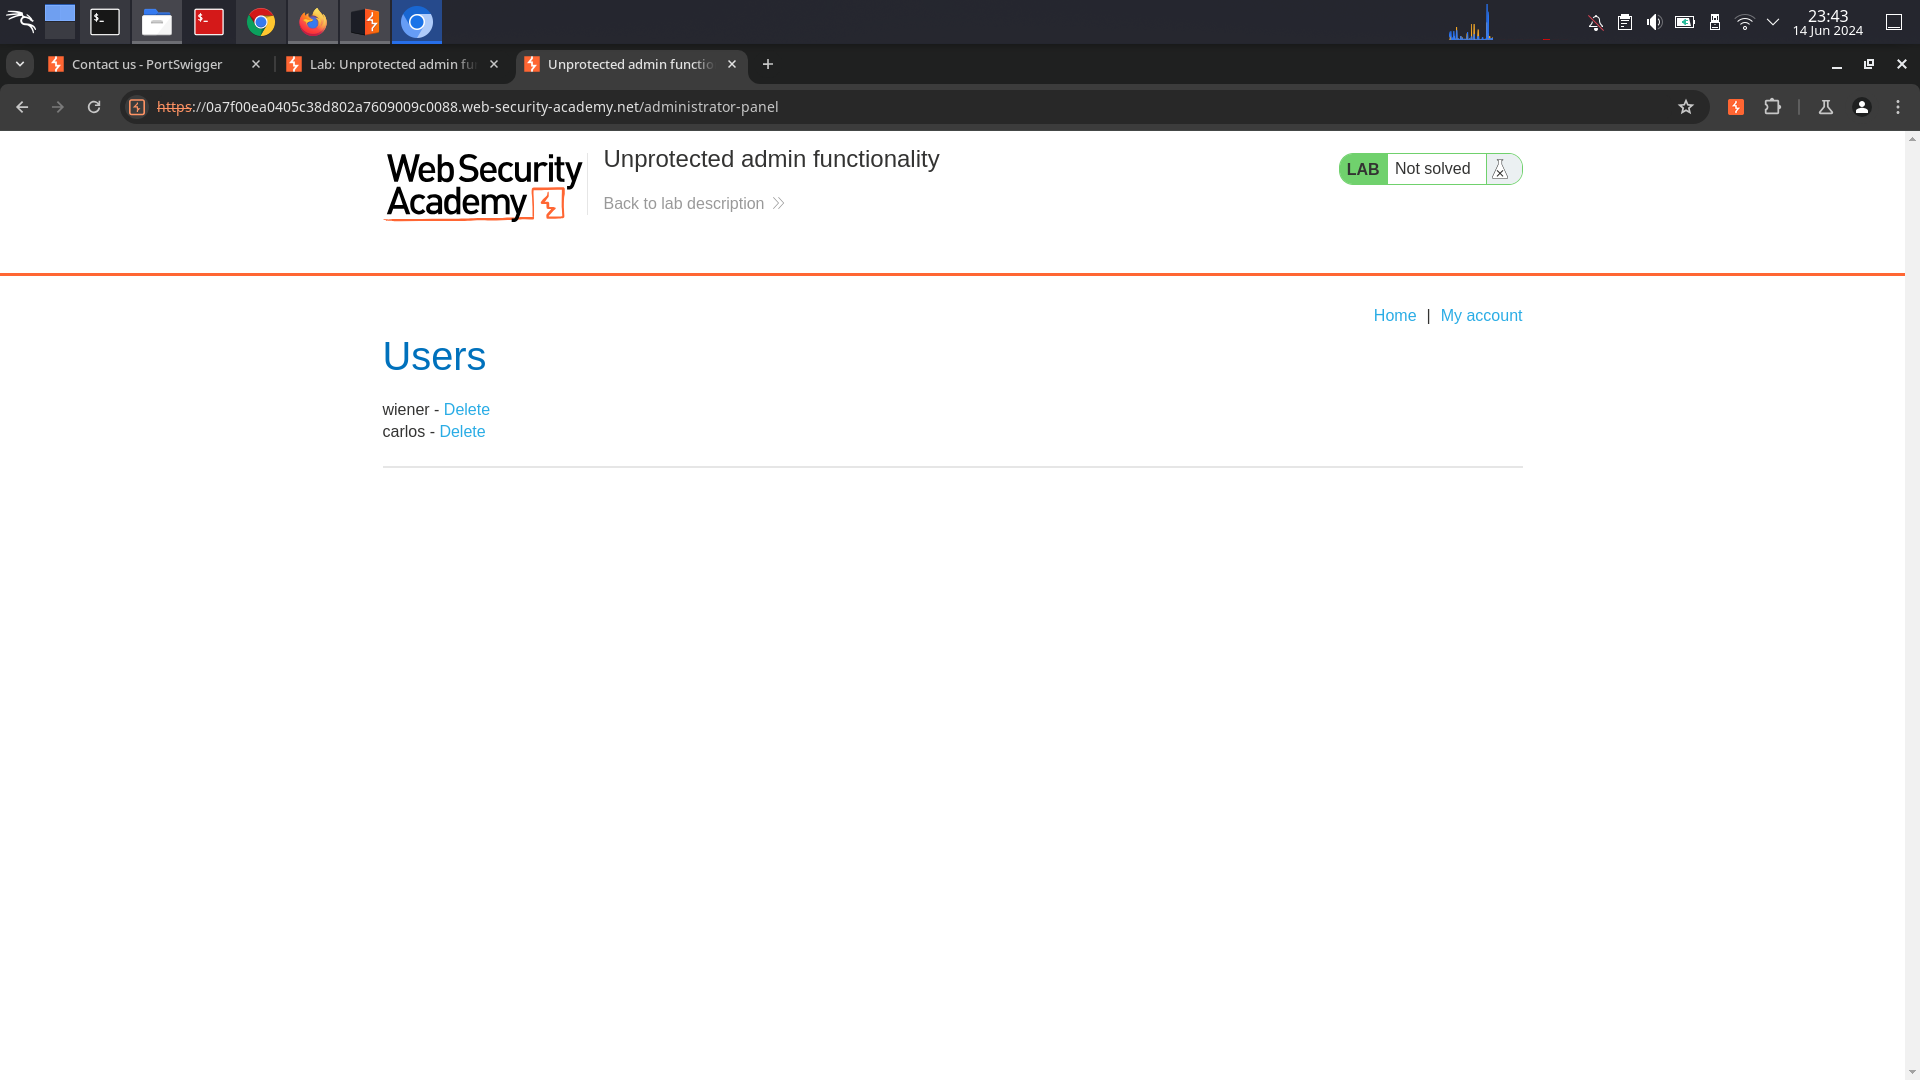 23:43
14 Jun 2024
Contact us - PortSwigger
Lab: Unprotected admin fu
Unprotected admin functio
https://0a7f00ea0405c38d802a7609009c0088.web-security-academy.net/administrator-panel
Web Security
Academy
Unprotected admin functionality
Back to lab description
LAB Not solved
Home | My account
Users
wiener - Delete
carlos - Delete